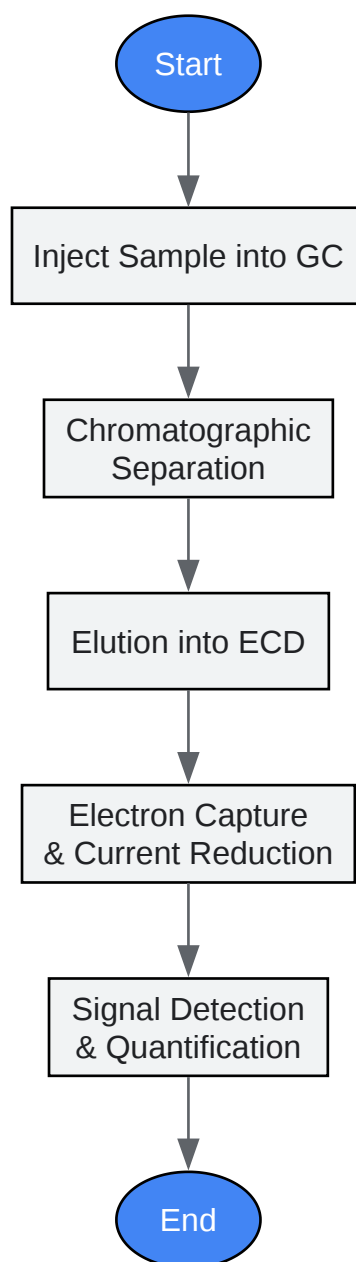 Start
Inject Sample into GC
Chromatographic
Separation
Elution into ECD
Electron Capture
& Current Reduction
Signal Detection
& Quantification
End